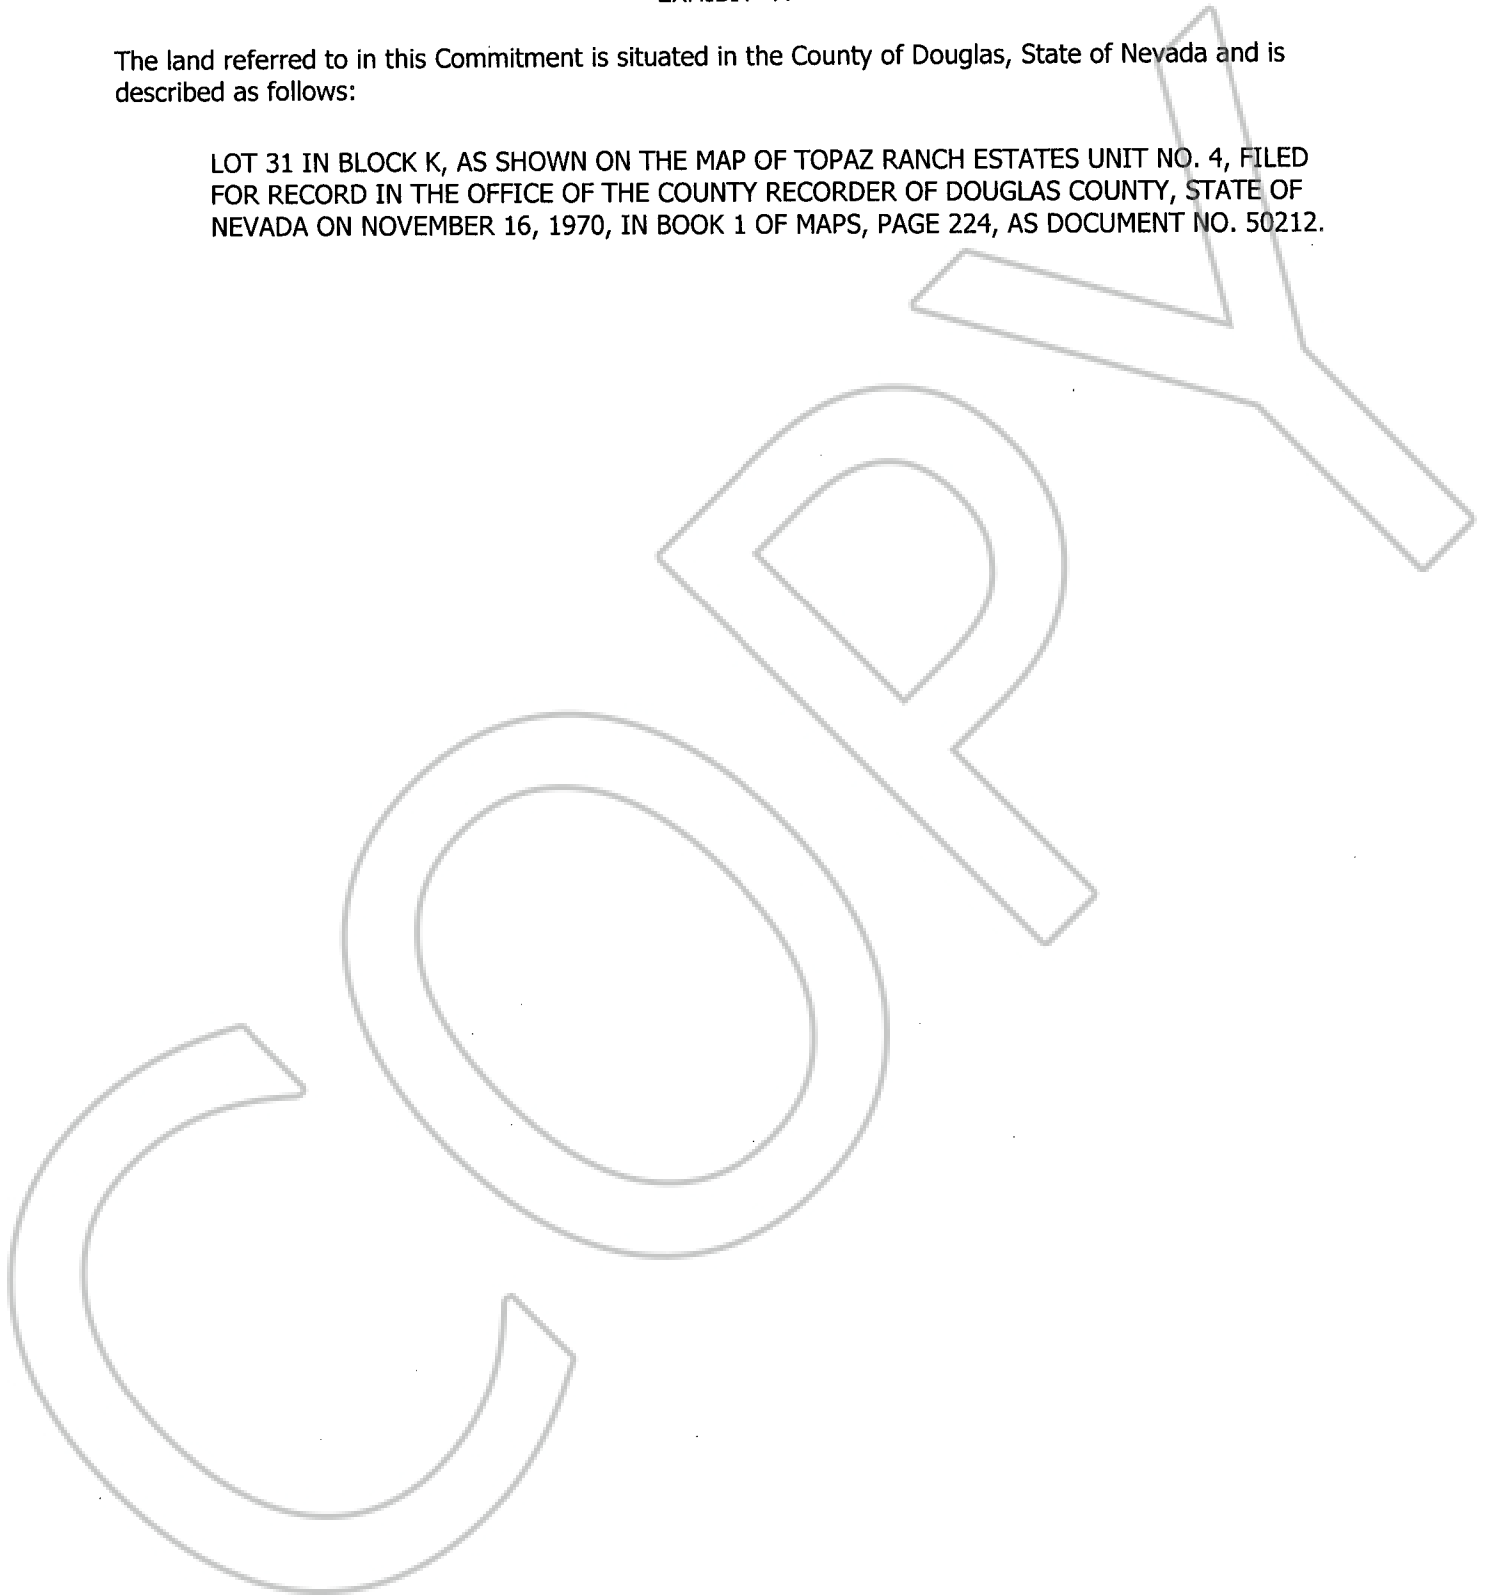 The land referred to in this Commitment is situated in the County of Douglas, State of Nevada and is
described as follows:
LOT 31 IN BLOCK K, AS SHOWN ON THE MAP OF TOPAZ RANCH ESTATES UNIT NO. 4, FILED
FOR RECORD IN THE OFFICE OF THE COUNTY RECORDER OF DOUGLAS COUNTY, STATE OF
NEVADA ON NOVEMBER 16, 1970, IN BOOK 1 OF MAPS, PAGE 224, AS DOCUMENT NO. 50212.
COPY